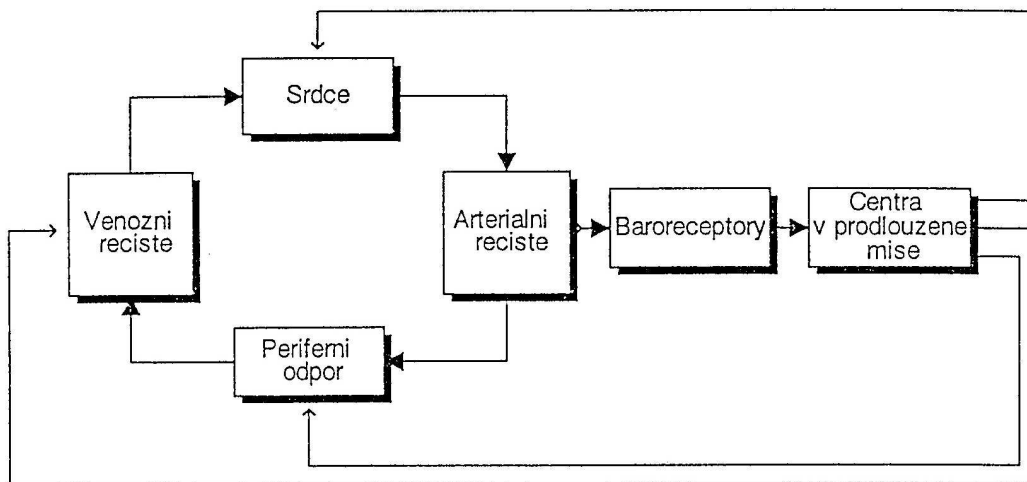 Srdce
Venozni
reciste
Arterialni
reciste
Baroreceptory
Centra
v prodlouzene
mise
Periferni
odpor